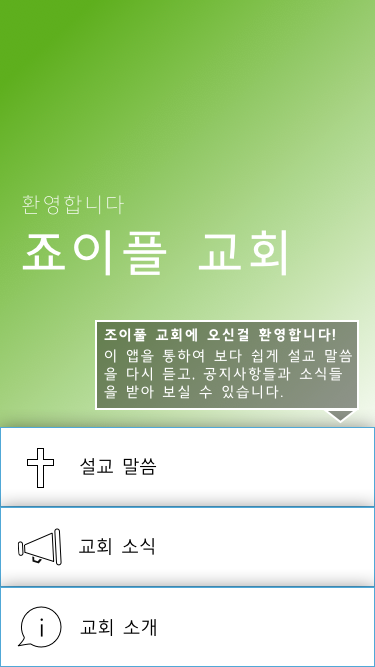 환영합니다
죠이플 교회
죠이풀 교회에 오신걸 환영합니다!
이 앱을 통하여 보다 쉽게 설교 말씀
을 다시 듣고, 공지사항들과 소식들
을 받아 보실 수 있습니다.
설교 말씀
교회 소식
교회 소개